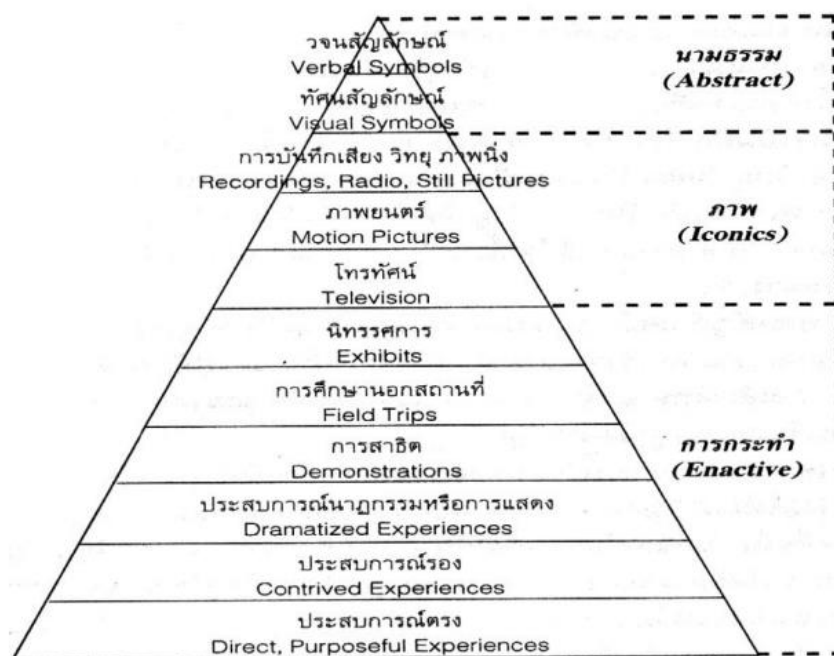 วจนสัญลักษณ์
Verbal Symbols
ทัศนสัญลักษณ์
Visual Symbols
การบันทึกเสียง วิทยุ ภาพนิ่ง
Recordings, Radio, Still Pictures
ภาพยนตร์
Motion Pictures
โทรทัศน์
Television
นิทรรศการ
Exhibits
การศึกษานอกสถานที่
Field Trips
การสาธิต
Demonstrations
ประสบการณ์นาฏกรรมหรือการแสดง
Dramatized Experiences
ประสบการณ์รอง
Contrived Experiences
ประสบการณ์ตรง
Direct, Purposeful Experiences
นามธรรม
(Abstract)
ภาพ
(Iconics)
การกระทำ
(Enactive)